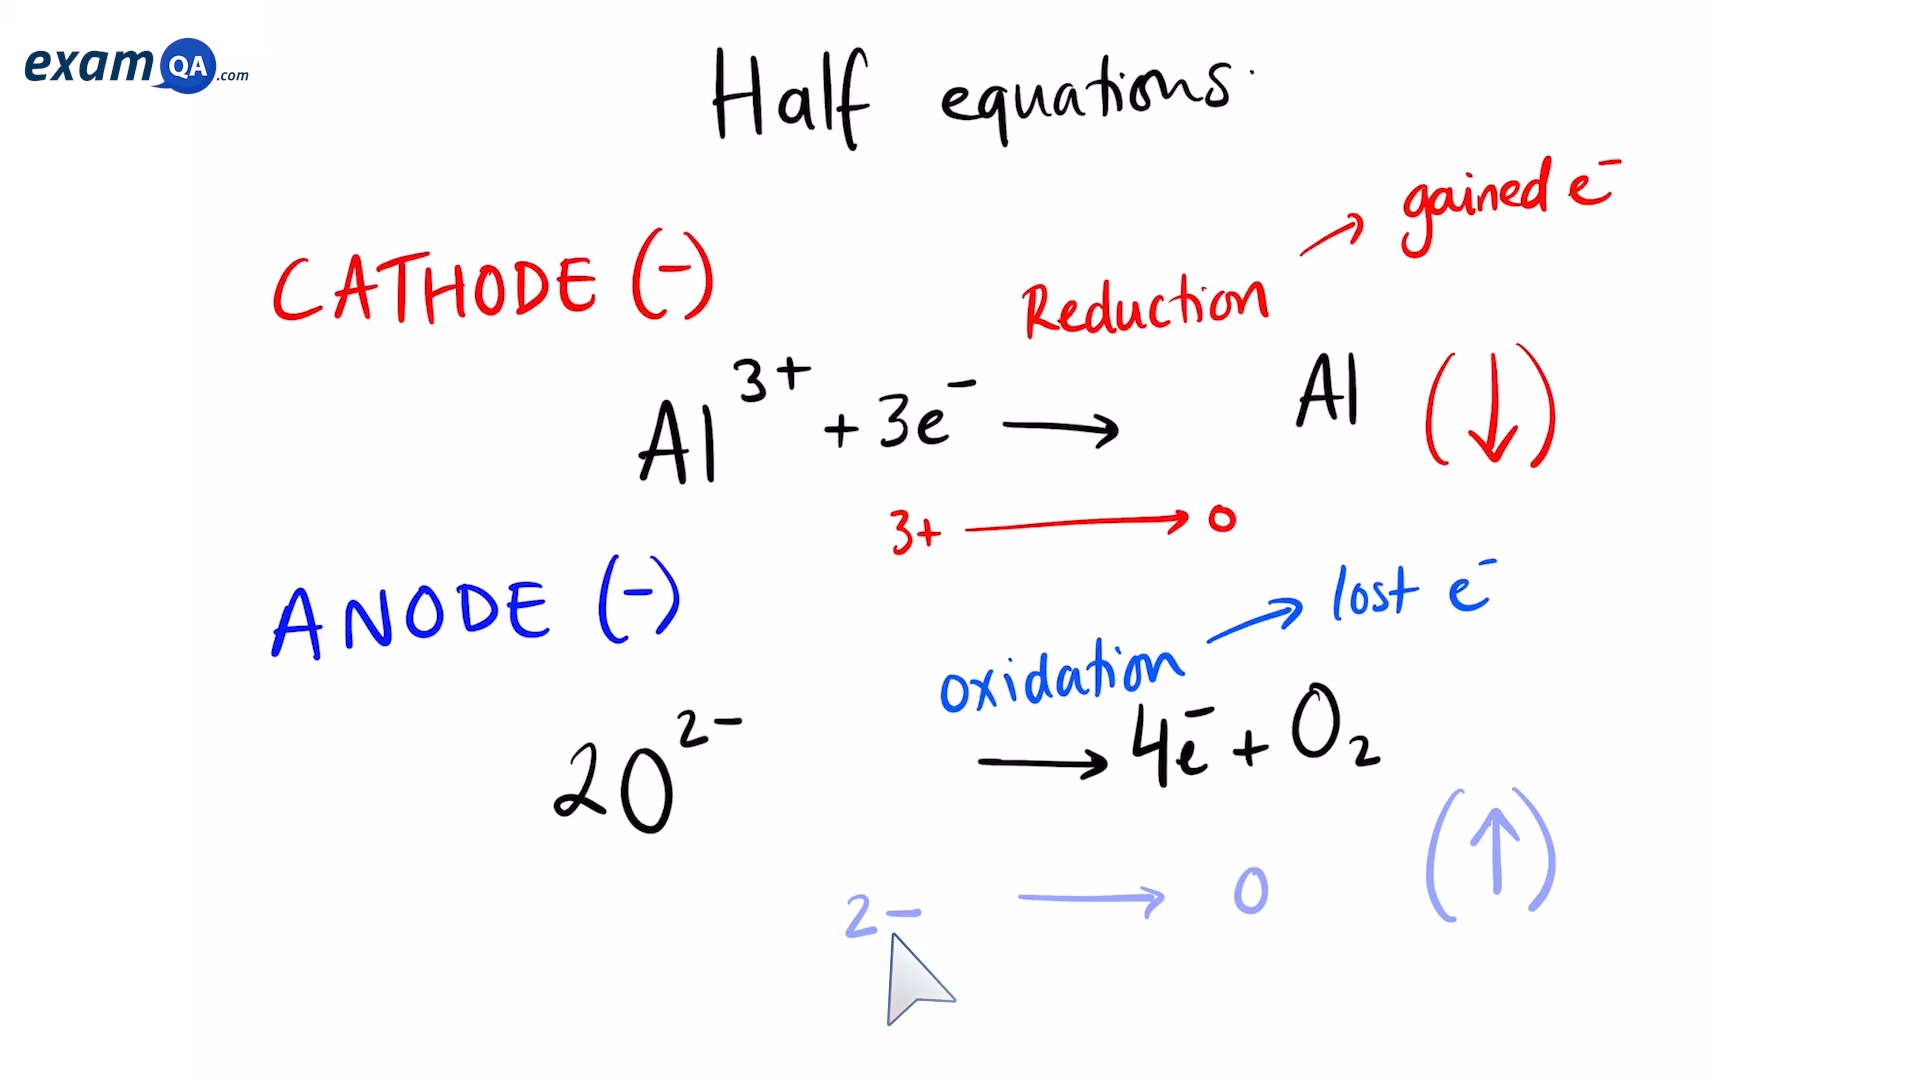 examQA.com
Half equations.
gained e⁻
CATHODE (-)
Reduction
Al³⁺ + 3e⁻ → Al (↓)
3+ → 0
ANODE (-)
lost e⁻
oxidation
2O²⁻ → 4e⁻ + O₂
(↑)
2- → 0